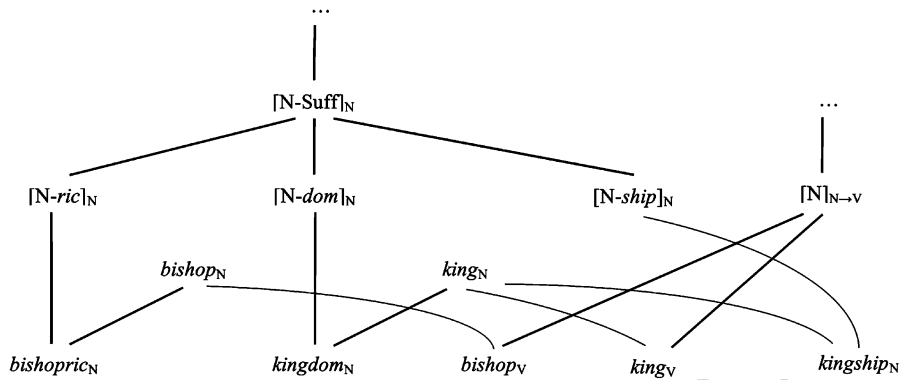 ...
⌈N-Suff⌉N
...
⌈N-ric⌉N ⌈N-dom⌉N [N-ship]N ⌈N⌉N→V
bishopN kingN
bishopricN kingdomN bishopV kingV kingshipN